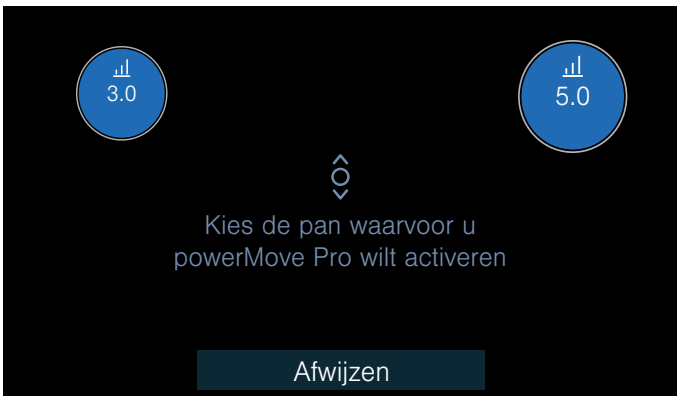 3.0
5.0
Kies de pan waarvoor u
powerMove Pro wilt activeren
Afwijzen